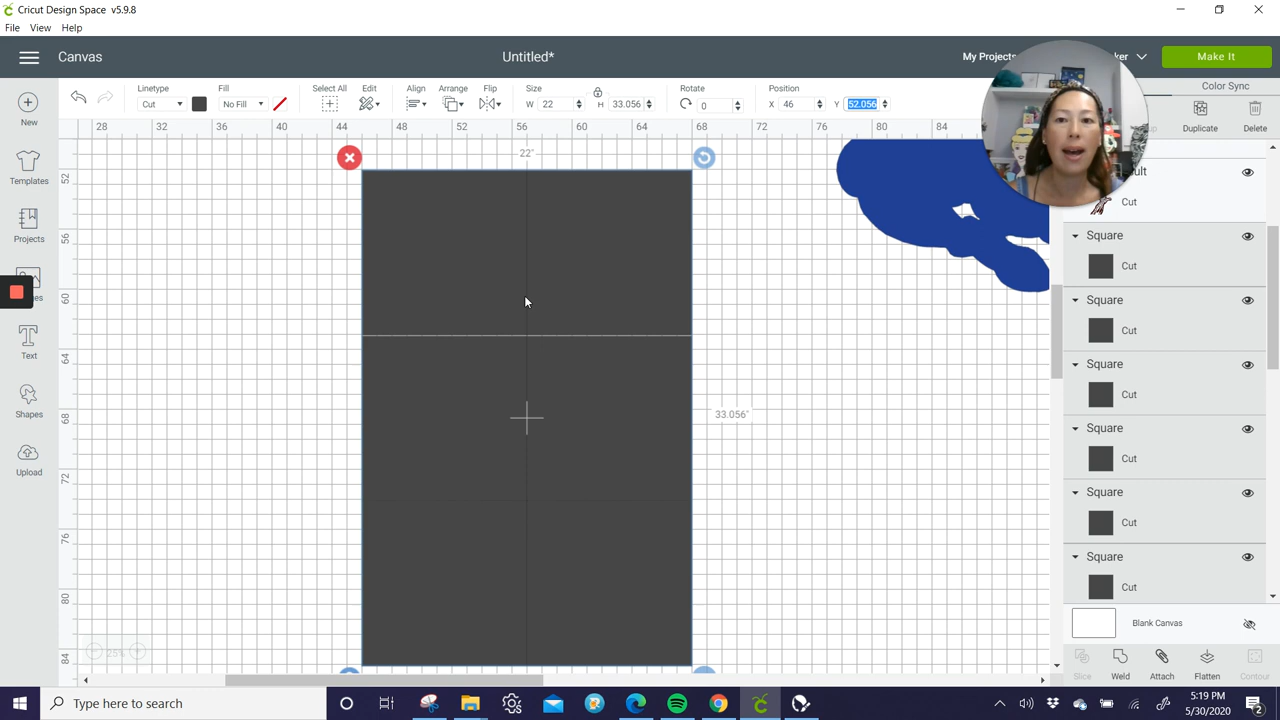 Cricut Design Space v5.9.8
File View Help
Canvas
Untitled*
My Projects
ker
Make It
Linetype
Cut
Fill
No Fill
Select All
Edit
Align
Arrange
Flip
Size
W 22
H 33.056
Rotate
0
Position
X 46
Y 52.056
Color Sync
New
Templates
Projects
Text
Shapes
Upload
28 32 36 40 44 48 52 56 60 64 68 72 76 80 84
52
56
60
64
68
72
76
80
84
22"
33.056"
25%
Duplicate
Delete
ult
Cut
Square
Cut
Square
Cut
Square
Cut
Square
Cut
Square
Cut
Square
Cut
Blank Canvas
Slice
Weld
Attach
Flatten
Contour
Type here to search
5:19 PM
5/30/2020
2